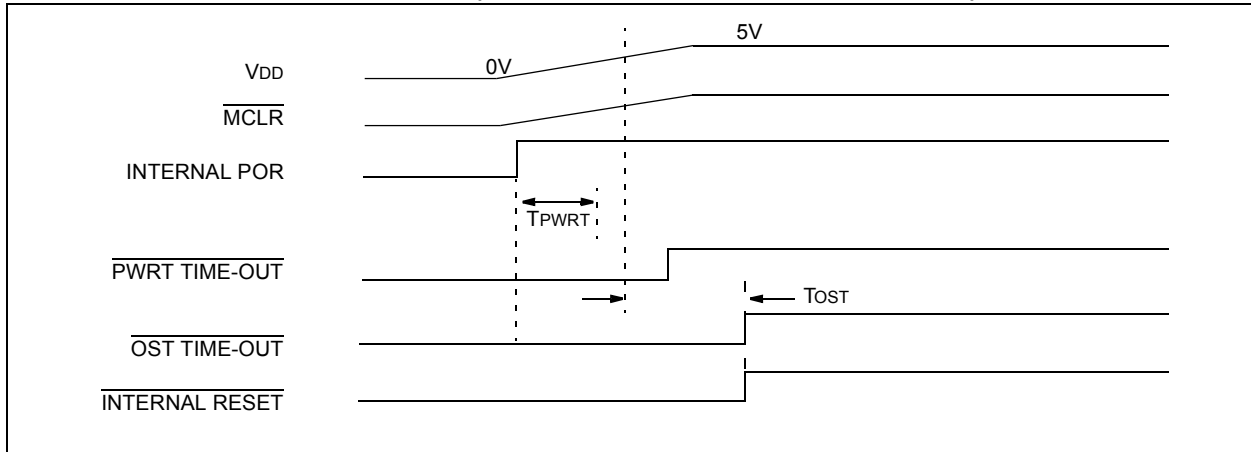 5V
0V
VDD
MCLR
INTERNAL POR
TPWRT
PWRT TIME-OUT
TOST
OST TIME-OUT
INTERNAL RESET